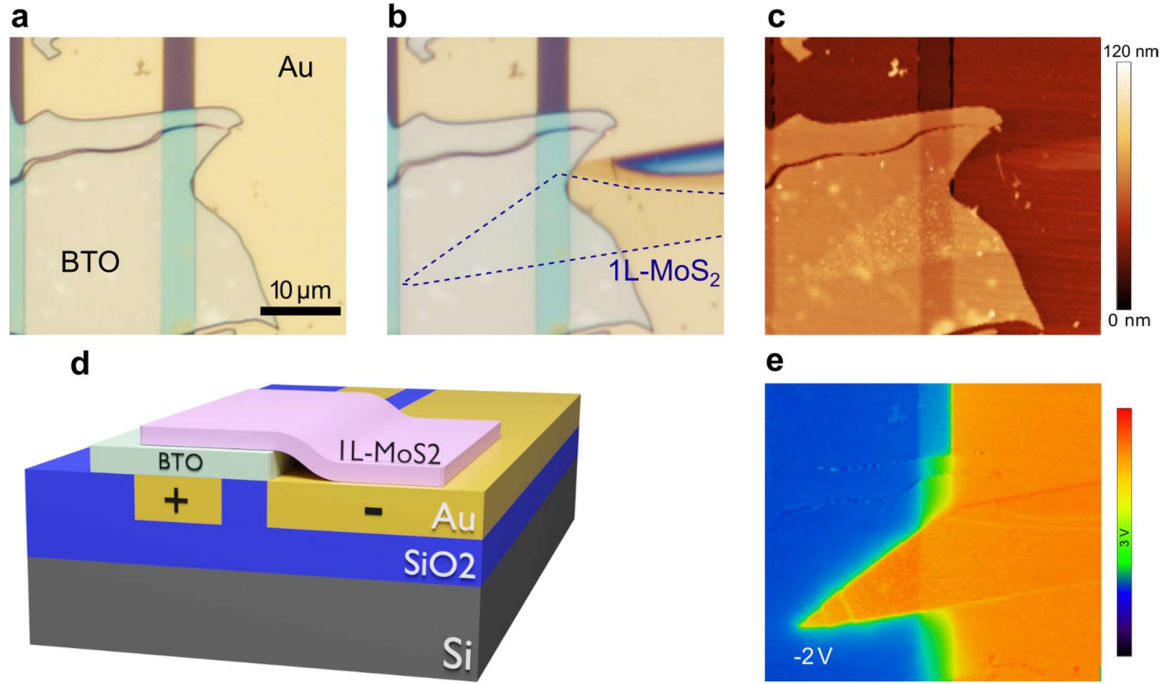 a
Au
BTO
10 µm
b
1L-MoS₂
c
120 nm
0 nm
d
1L-MoS2
BTO
+
-
Au
SiO2
Si
e
3 V
-2 V